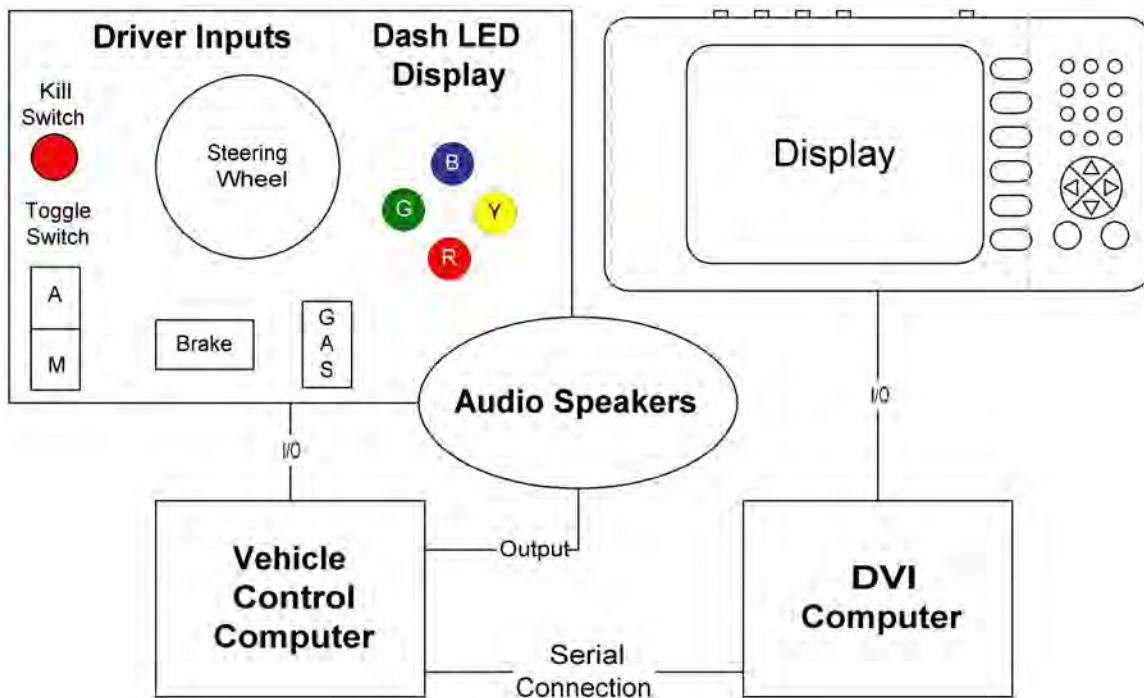 Driver Inputs
Dash LED
Display
Kill
Switch
Steering
Wheel
Toggle
Switch
A
M
Brake
G
A
S
B
G
Y
R
Display
Audio Speakers
I/O
I/O
Vehicle
Control
Computer
Output
DVI
Computer
Serial
Connection